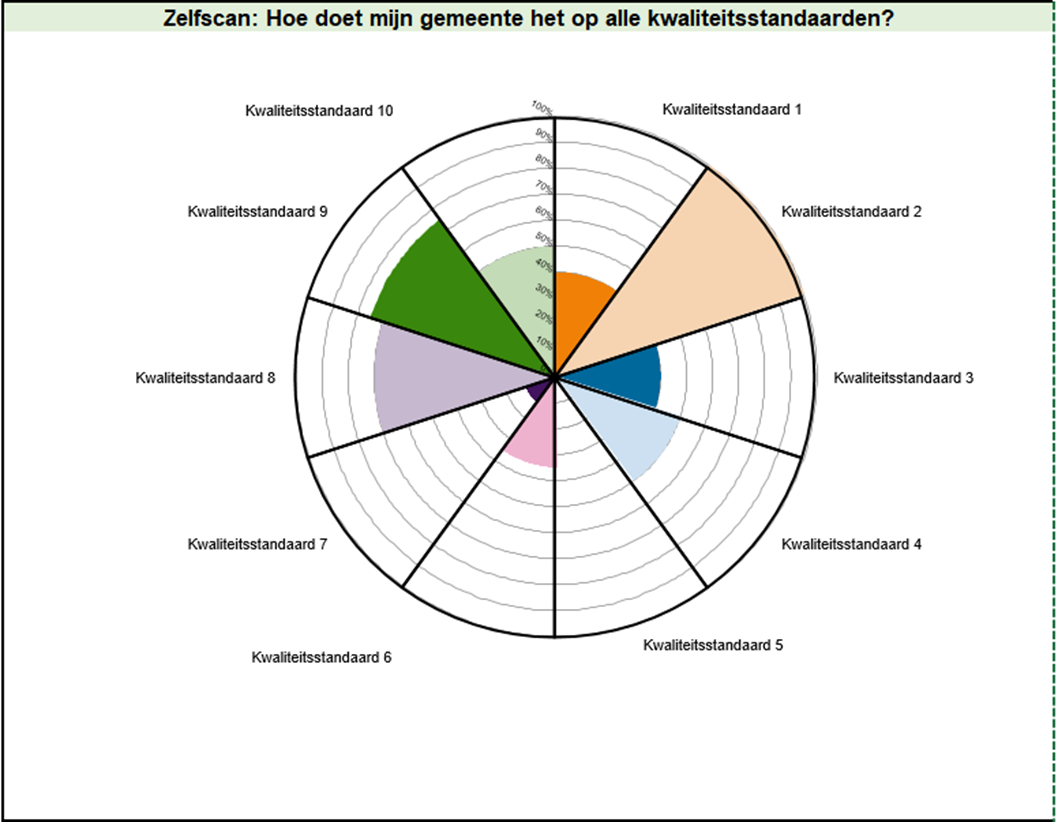 Zelfscan: Hoe doet mijn gemeente het op alle kwaliteitsstandaarden?
Kwaliteitsstandaard 10
Kwaliteitsstandaard 1
Kwaliteitsstandaard 9
Kwaliteitsstandaard 2
Kwaliteitsstandaard 8
Kwaliteitsstandaard 3
Kwaliteitsstandaard 7
Kwaliteitsstandaard 4
Kwaliteitsstandaard 6
Kwaliteitsstandaard 5
100%
90%
80%
70%
60%
50%
40%
30%
20%
10%